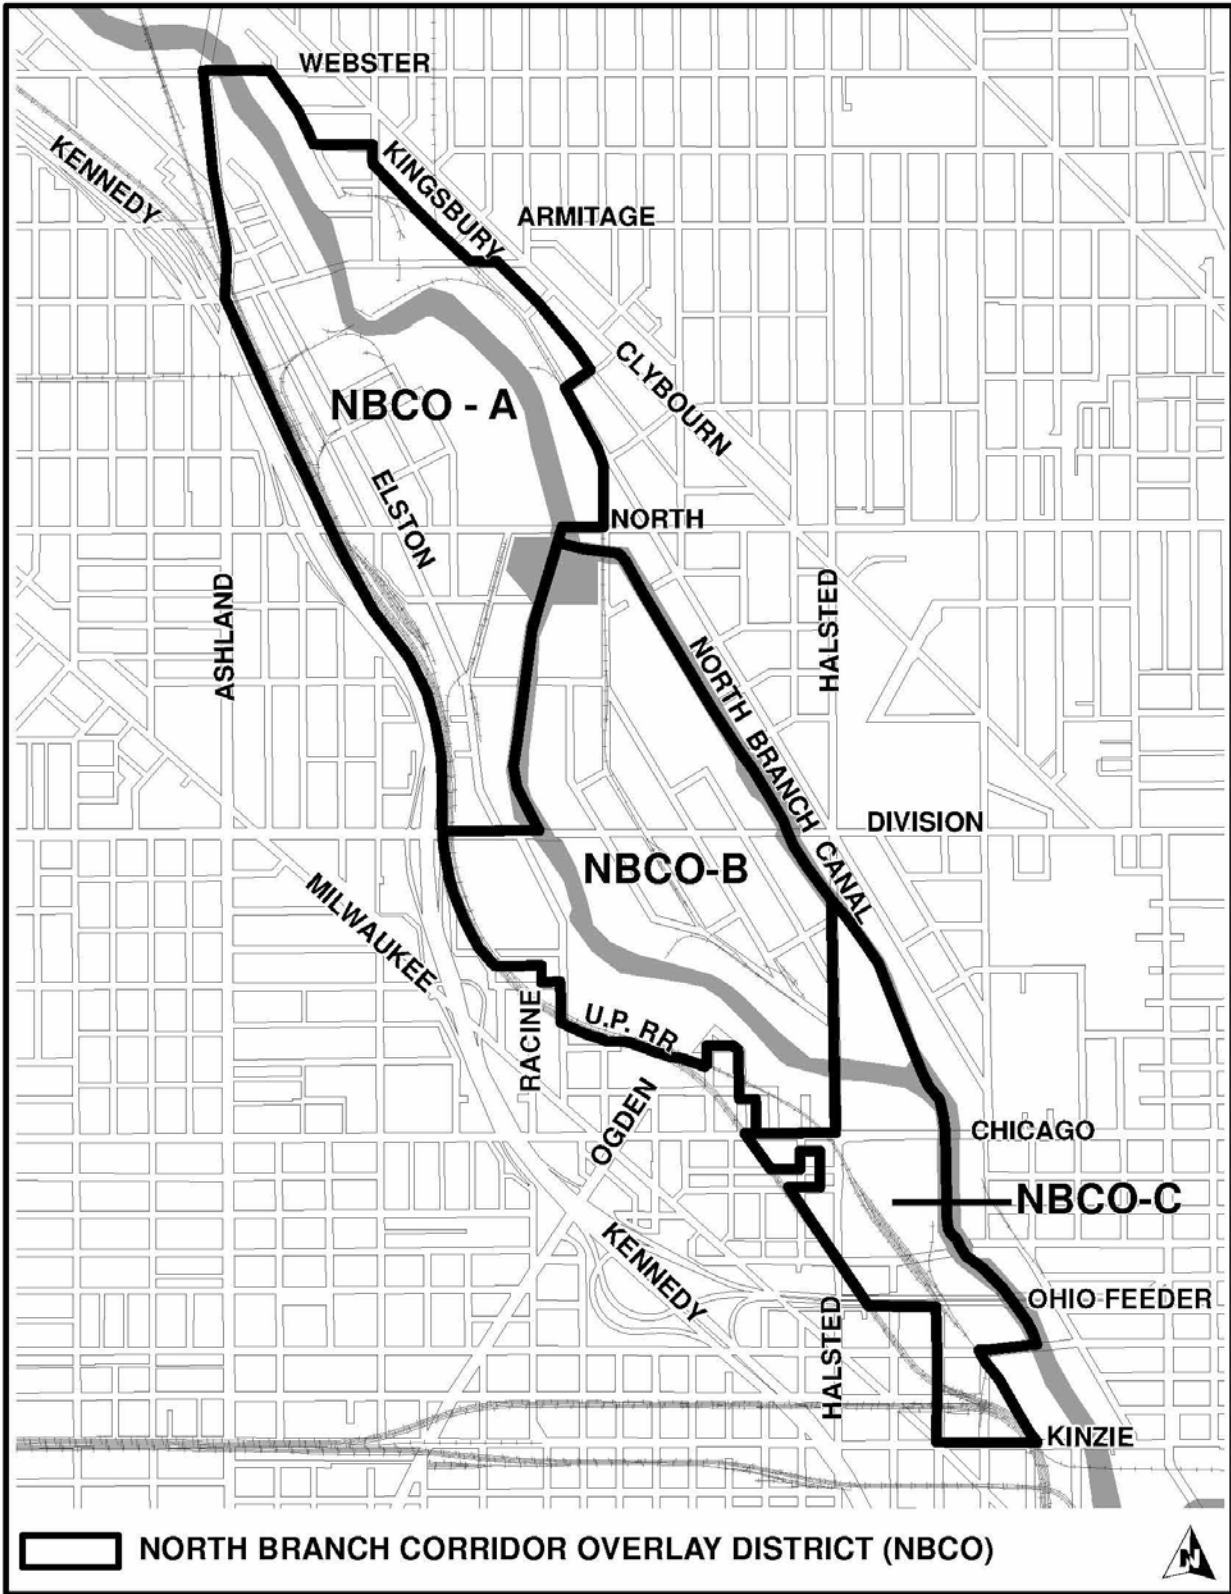 WEBSTER
KENNEDY
KINGSBURY
ARMITAGE
CLYBOURN
NBCO - A
ELSTON
NORTH
ASHLAND
HALSTED
NORTH BRANCH CANAL
DIVISION
NBCO-B
MILWAUKEE
RACINE
U.P. RR
OGDEN
CHICAGO
NBCO-C
KENNEDY
OHIO FEEDER
HALSTED
KINZIE
NORTH BRANCH CORRIDOR OVERLAY DISTRICT (NBCO)
N